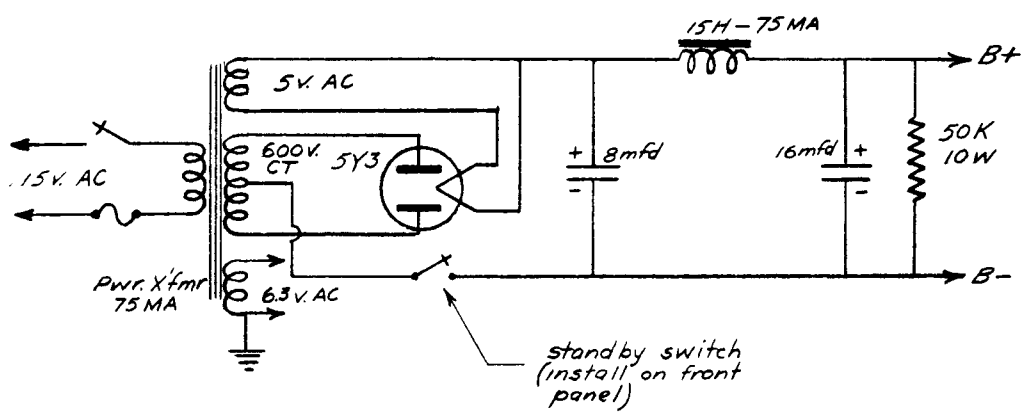 15H-75MA
B+
5V. AC
600V.
CT
5Y3
+
8mfd
-
16mfd
+
-
50K
10W
.15V. AC
Pwr. X'fmr
75MA
6.3 V. AC
B-
standby switch
(install on front
panel)